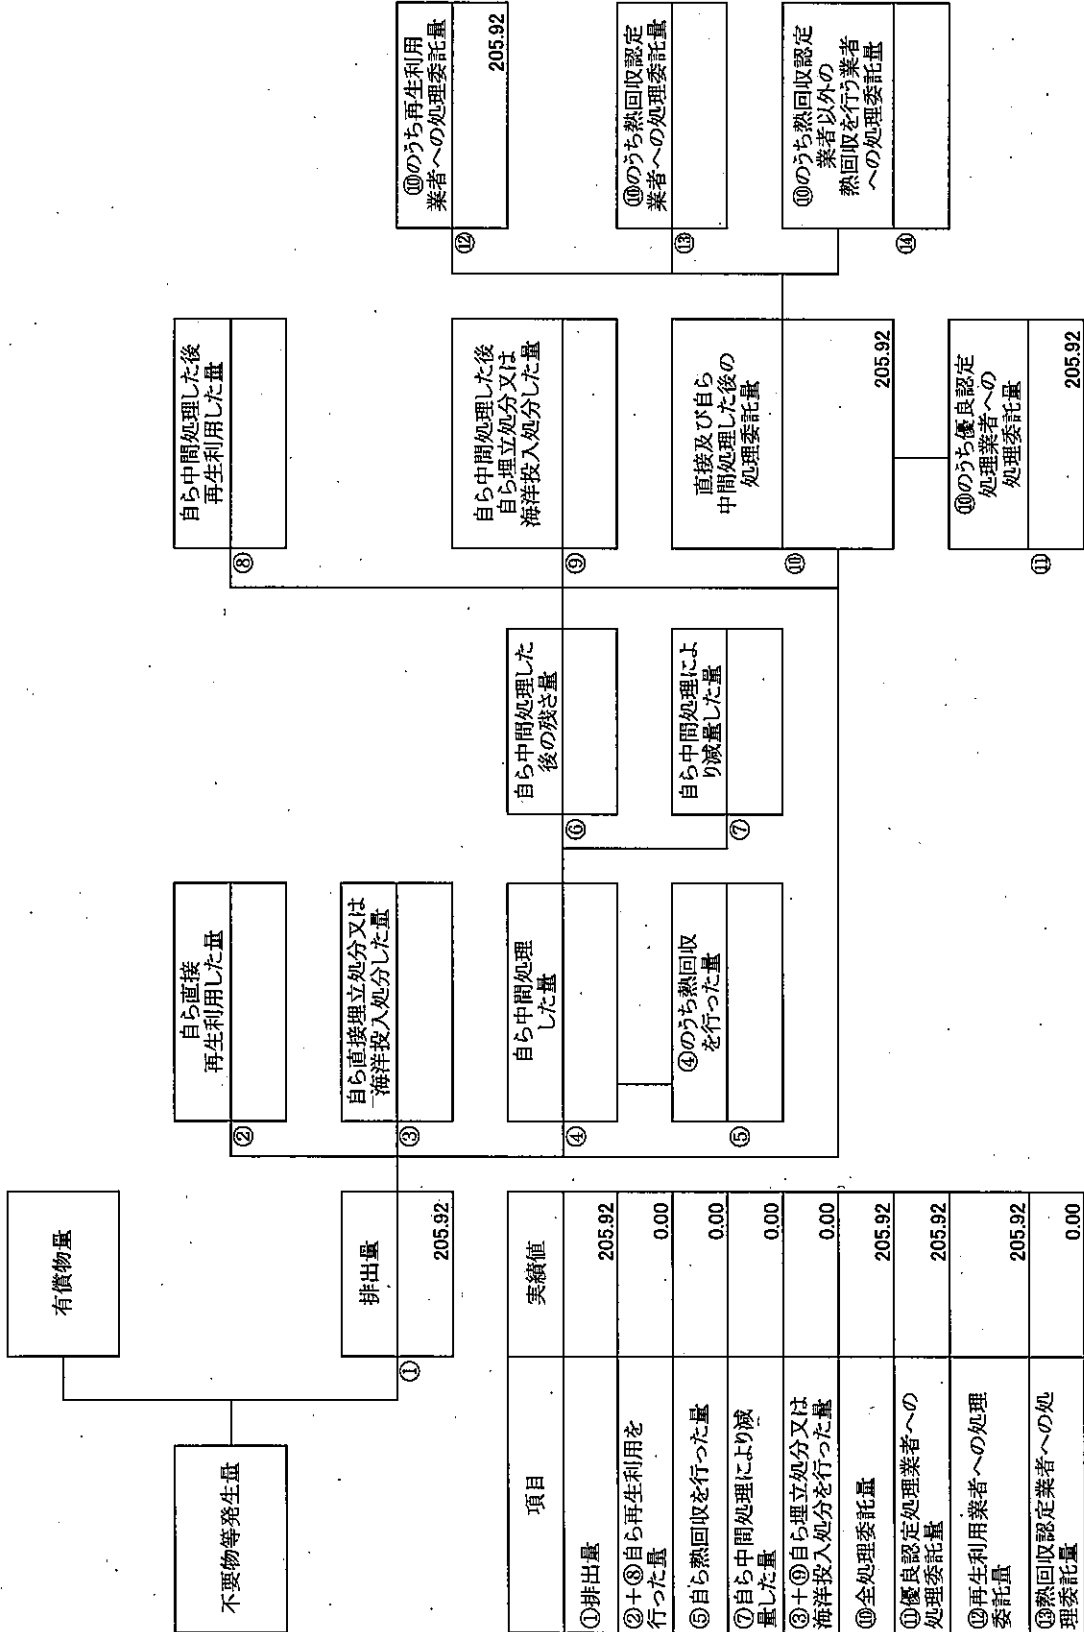 有償物量
不要物等発生量
排出量
①
205.92
自ら直接
再生利用した量
②
自ら直接埋立処分又は
海洋投入処分した量
③
自ら中間処理
した量
④
④のうち熱回収
を行った量
⑤
自ら中間処理した
後の残さ量
⑥
自ら中間処理によ
り減量した量
⑦
自ら中間処理した後
再生利用した量
⑧
自ら中間処理した後
自ら埋立処分又は
海洋投入処分した量
⑨
直接及び自ら
中間処理した後の
処理委託量
⑩
205.92
⑩のうち優良認定
処理業者への
処理委託量
⑪
205.92
⑩のうち再生利用
業者への処理委託量
⑫
205.92
⑩のうち熱回収認定
業者への処理委託量
⑬
⑩のうち熱回収認定
業者以外の
熱回収を行う業者
への処理委託量
⑭
項目 実績値
①排出量 205.92
②+⑧自ら再生利用を
行った量 0.00
⑤自ら熱回収を行った量 0.00
⑦自ら中間処理により減
量した量 0.00
③+⑨自ら埋立処分又は
海洋投入処分を行った量 0.00
⑩全処理委託量 205.92
⑪優良認定処理業者への
処理委託量 205.92
⑫再生利用業者への処理
委託量 205.92
⑬熱回収認定業者への処
理委託量 0.00